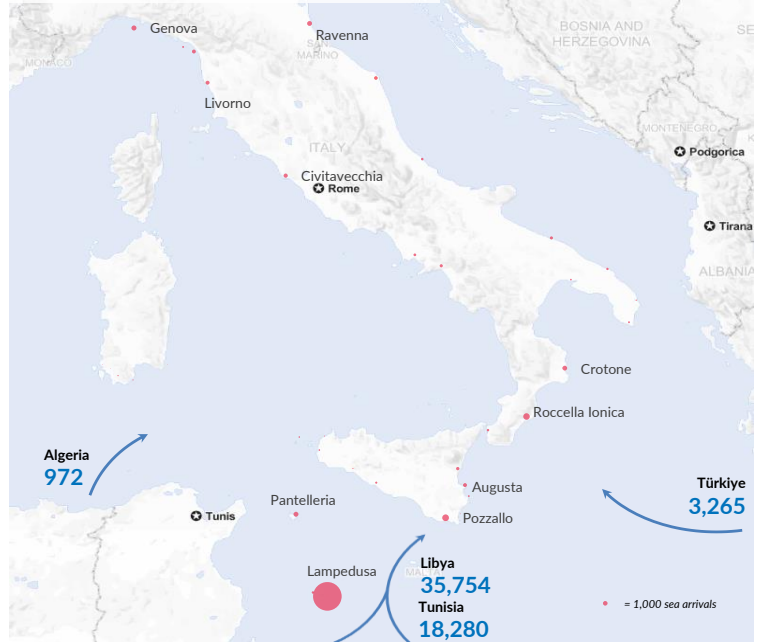 Genova
Ravenna
BOSNIA AND
HERZEGOVINA
SE
SAN
MARINO
MONACO
Livorno
MONTENEGRO
K
ITALY
Podgorica
Civitavecchia
Rome
Tirana
ALBANIA
Crotone
Roccella Ionica
Algeria
972
Türkiye
3,265
Augusta
Pantelleria
Tunis
Pozzallo
Lampedusa
Libya
35,754
MALTA
Tunisia
18,280
= 1,000 sea arrivals